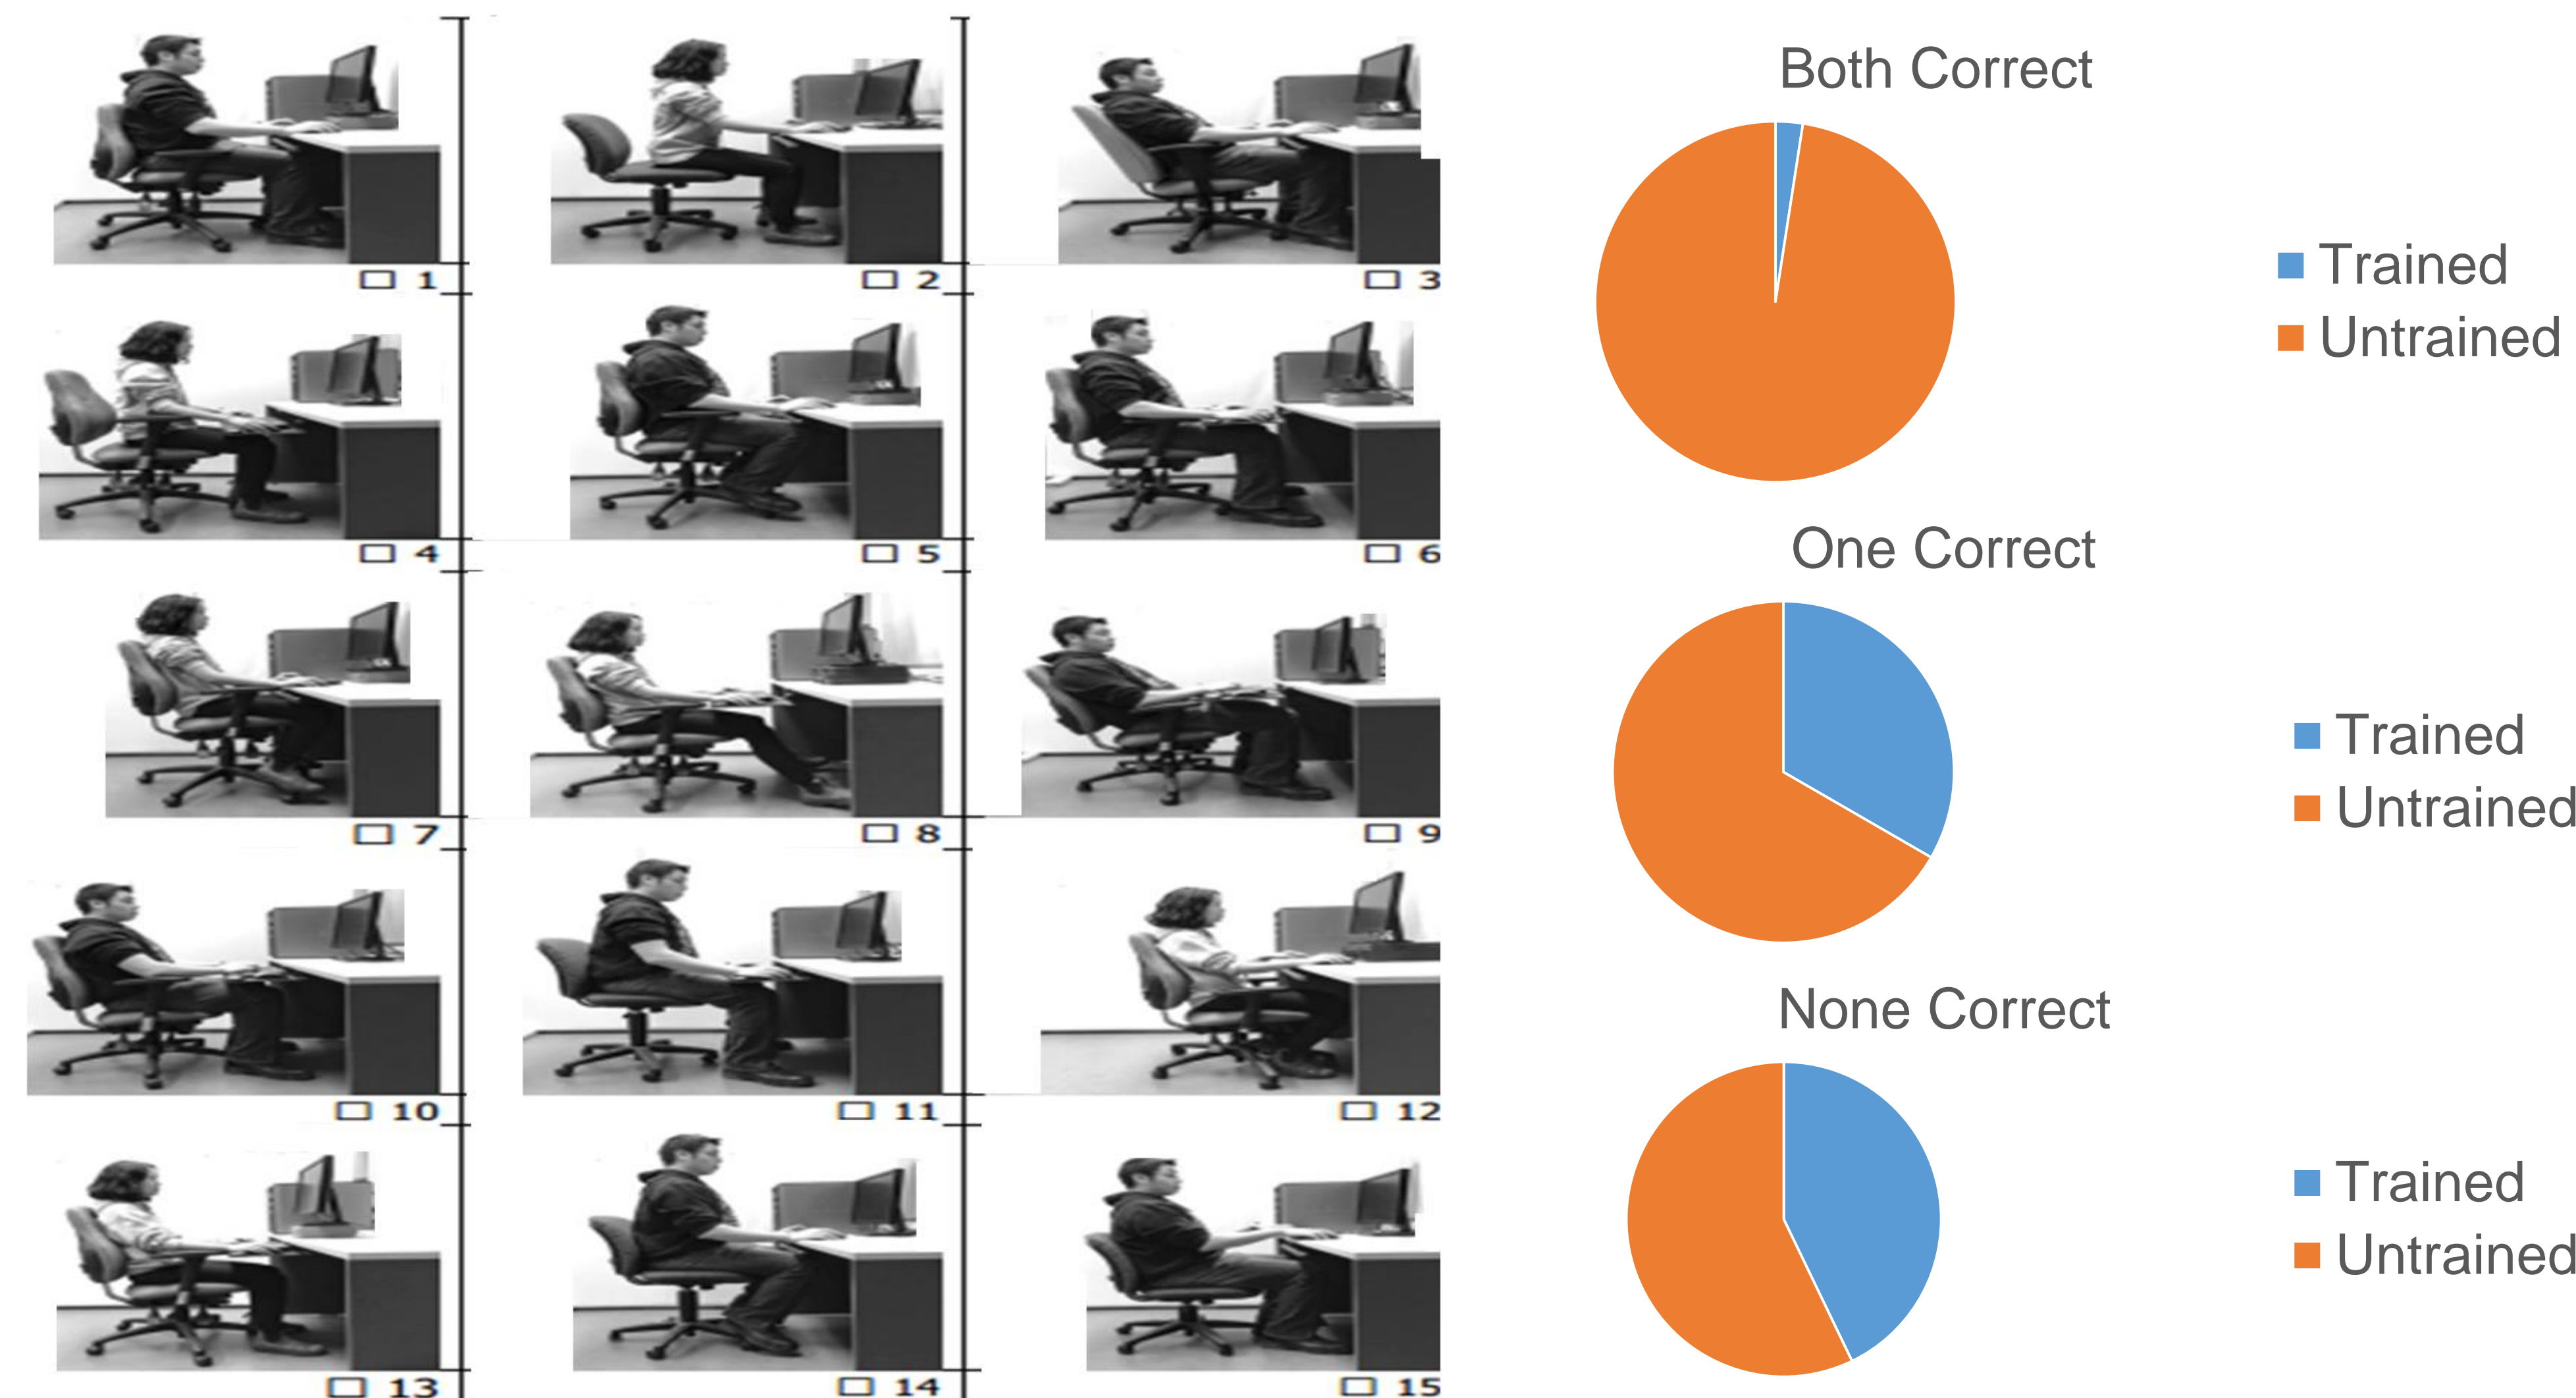 ☐ 1
☐ 2
☐ 3
☐ 4
☐ 5
☐ 6
☐ 7
☐ 8
☐ 9
☐ 10
☐ 11
☐ 12
☐ 13
☐ 14
☐ 15
Both Correct
Trained
Untrained
One Correct
Trained
Untrained
None Correct
Trained
Untrained